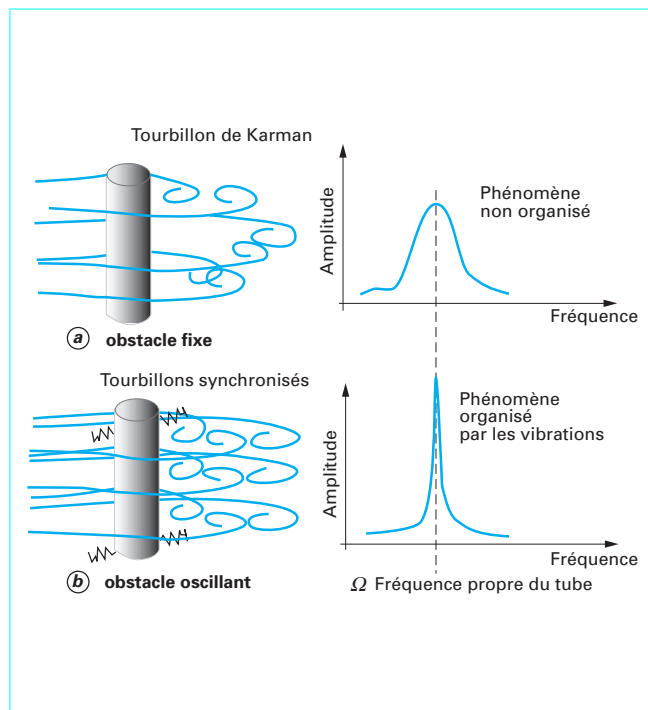 Tourbillon de Karman
Amplitude
Phénomène
non organisé
Fréquence
a obstacle fixe
Tourbillons synchronisés
Amplitude
Phénomène
organisé
par les vibrations
Fréquence
b obstacle oscillant
Ω Fréquence propre du tube